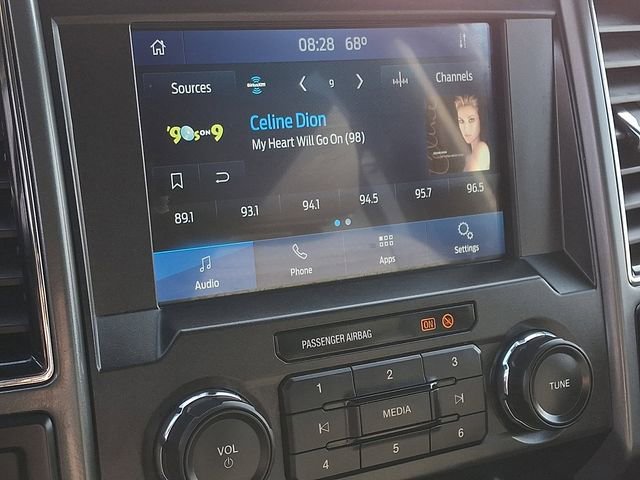 08:28 68º
Sources
SiriusXM
9
Channels
'90s ON 9
Celine Dion
My Heart Will Go On (98)
89.1 93.1 94.1 94.5 95.7 96.5
Audio Phone Apps Settings
PASSENGER AIRBAG ON
1 2 3
MEDIA
4 5 6
VOL
TUNE